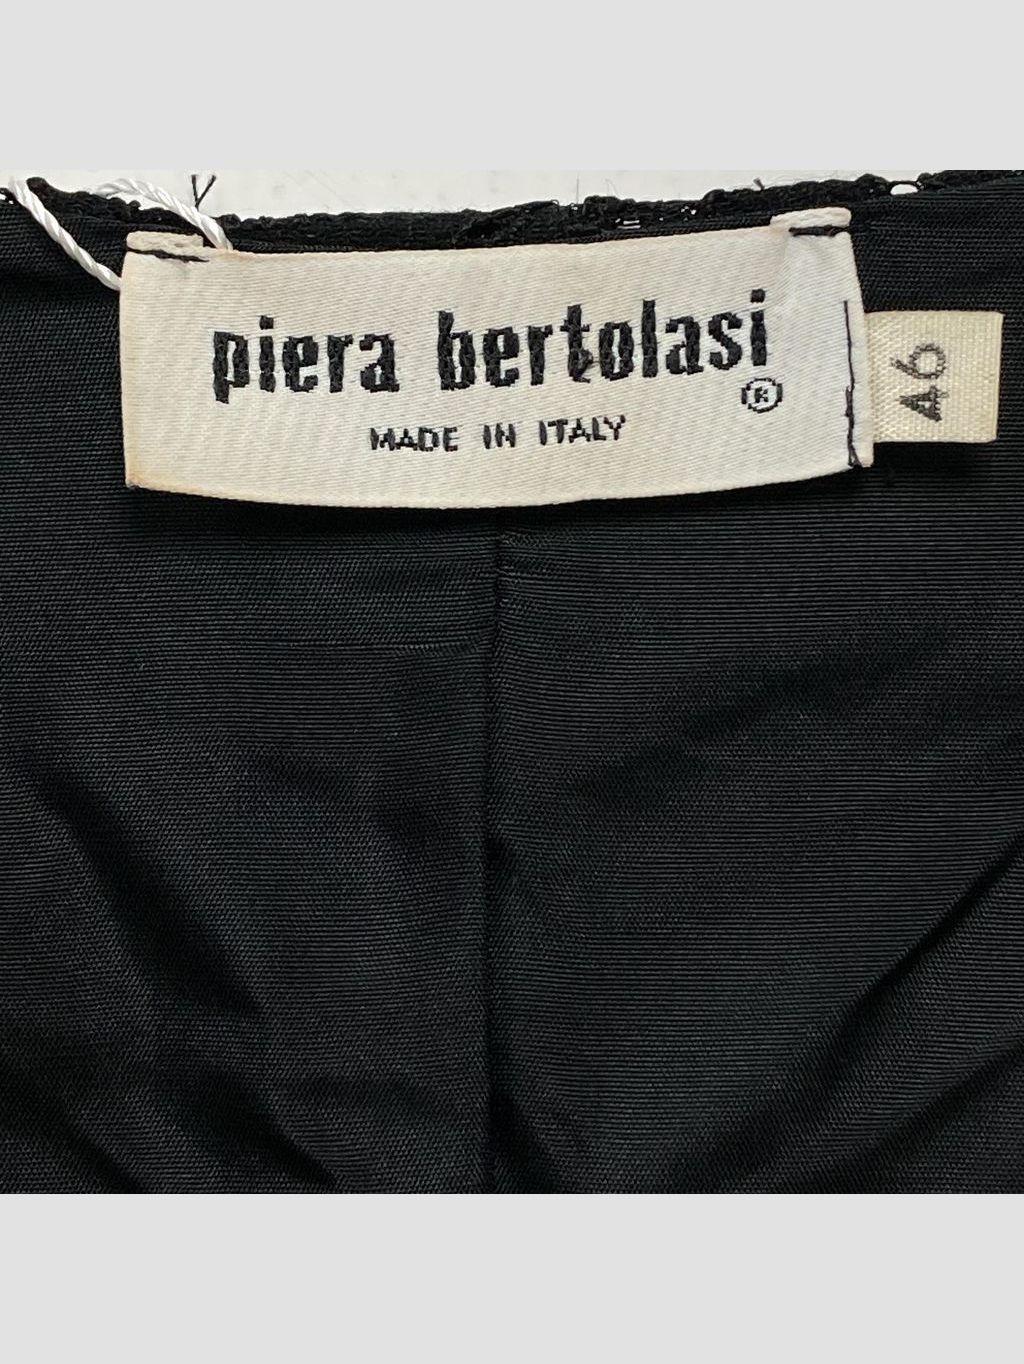 piera bertolasi
®
MADE IN ITALY
46